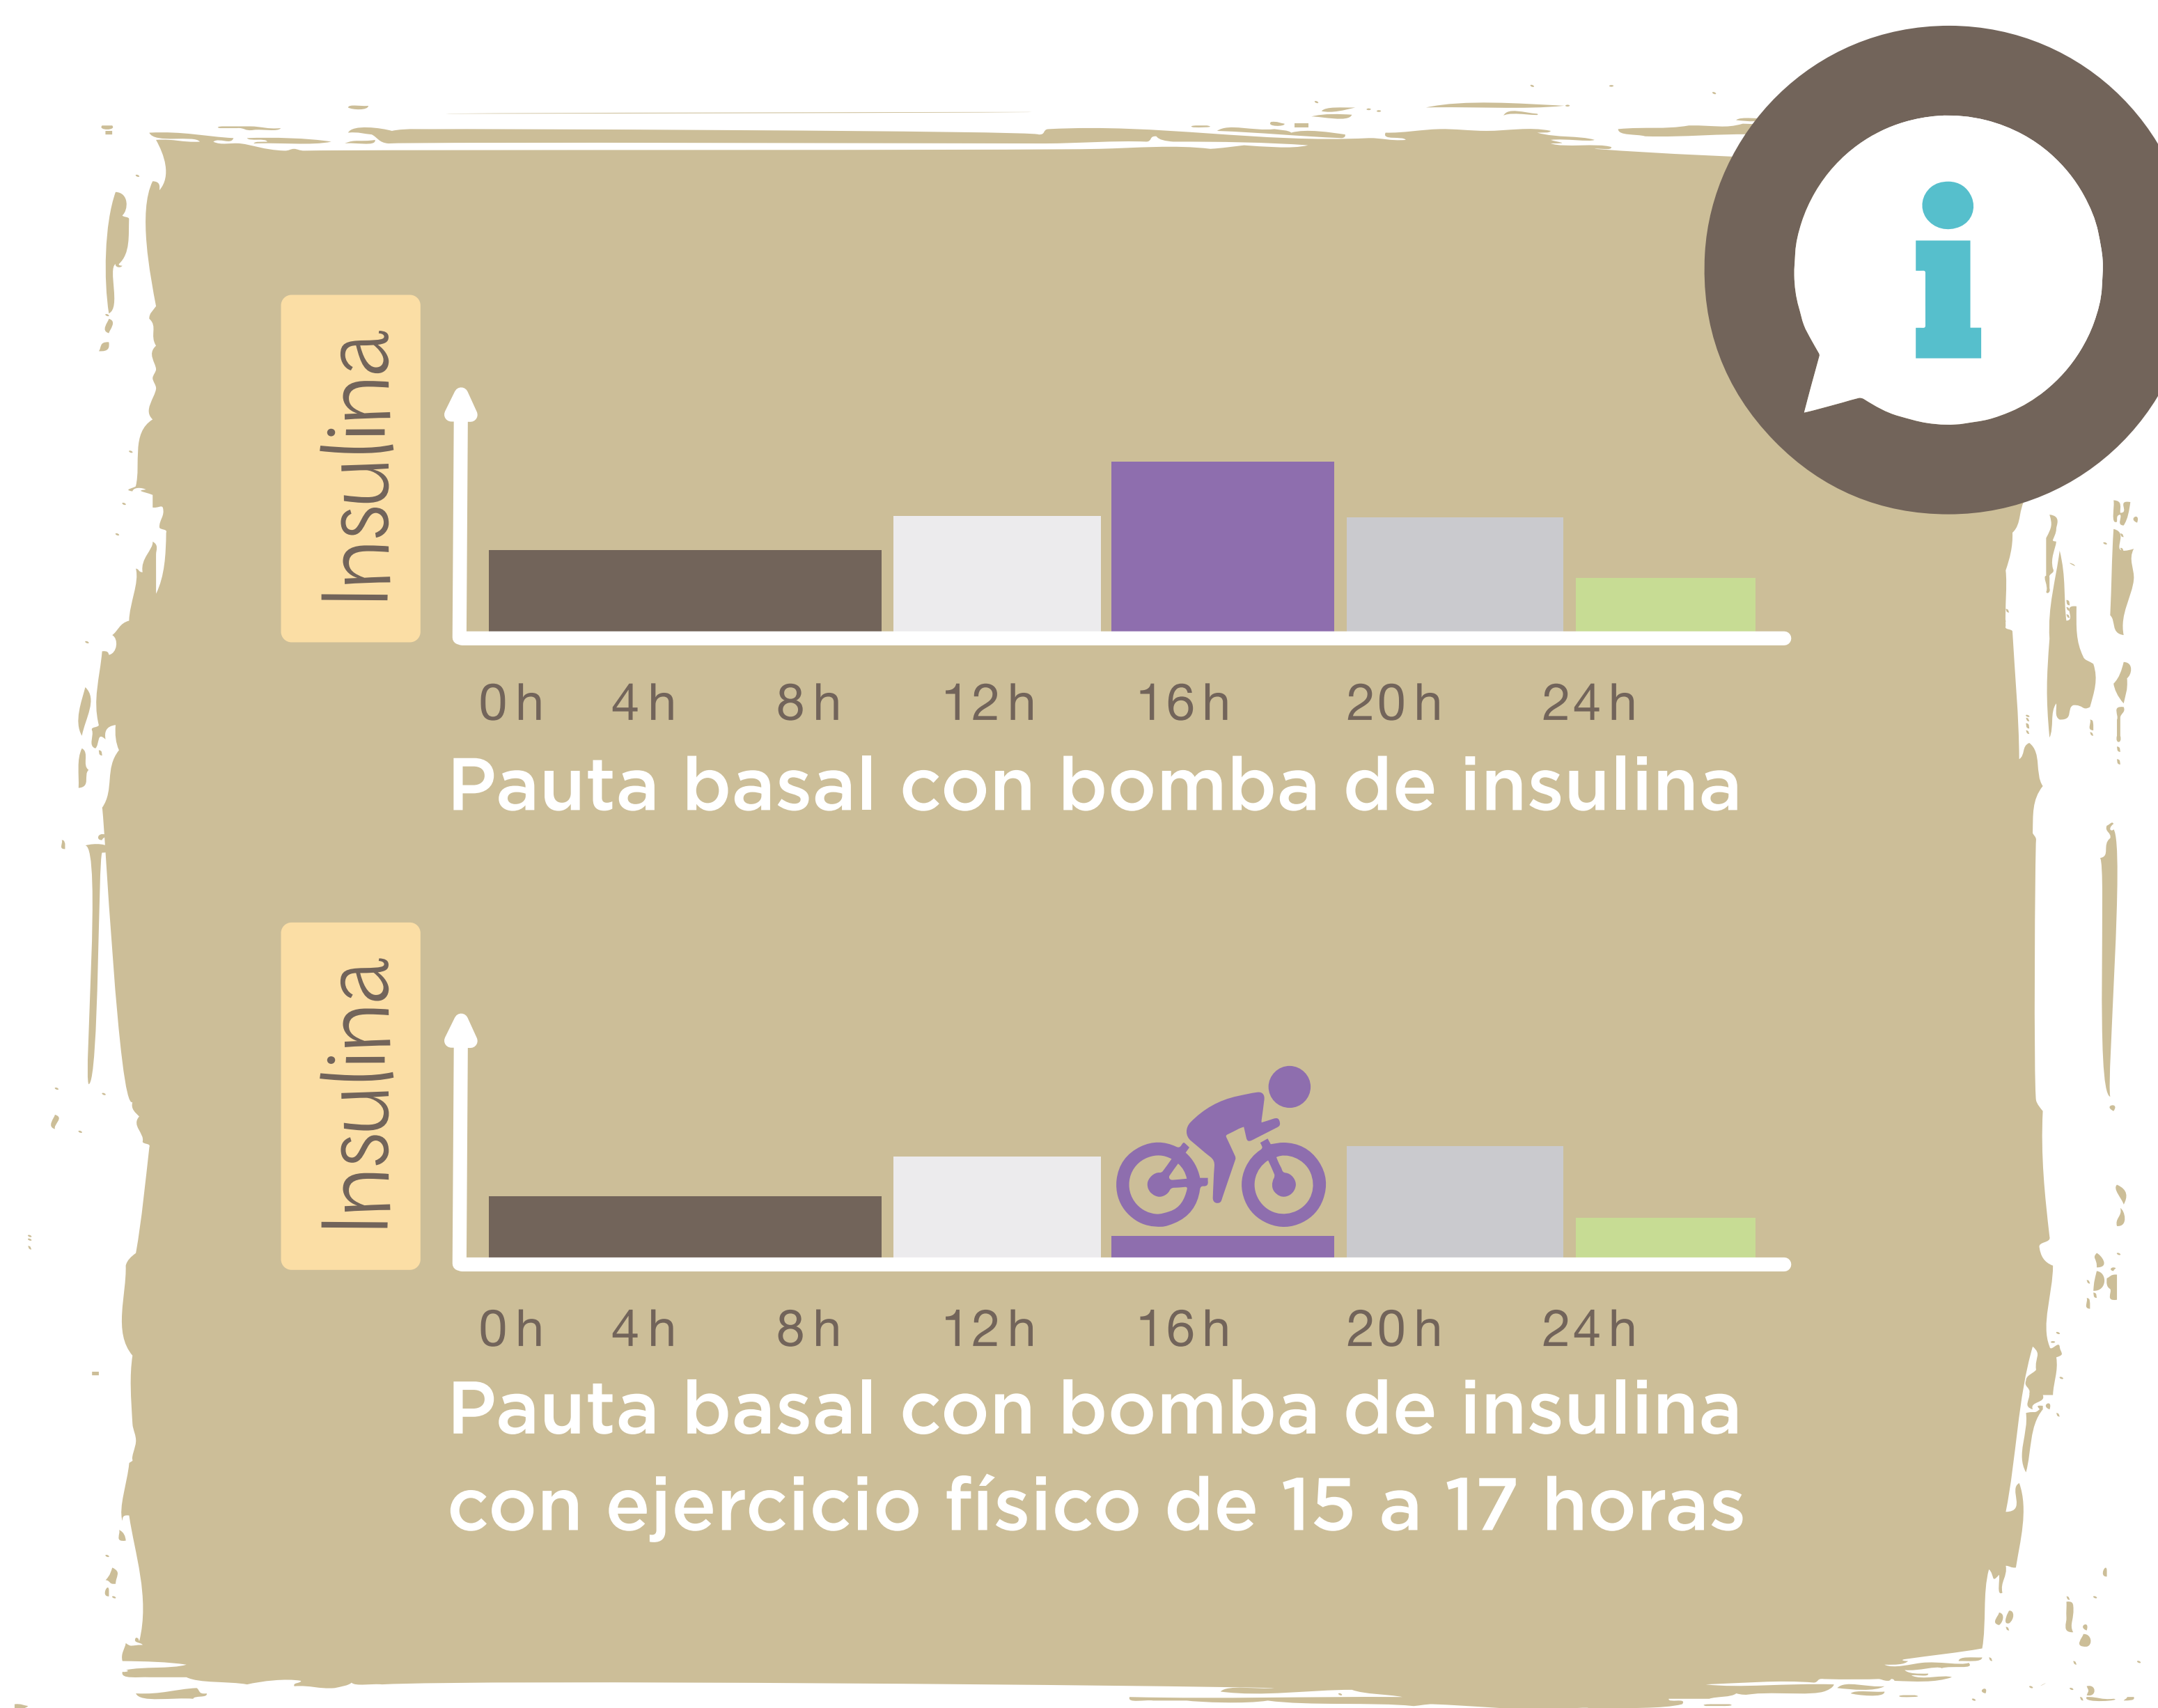 i
Insulina
0h 4h 8h 12h 16h 20h 24h
Pauta basal con bomba de insulina
Insulina
0h 4h 8h 12h 16h 20h 24h
Pauta basal con bomba de insulina
con ejercicio físico de 15 a 17 horas